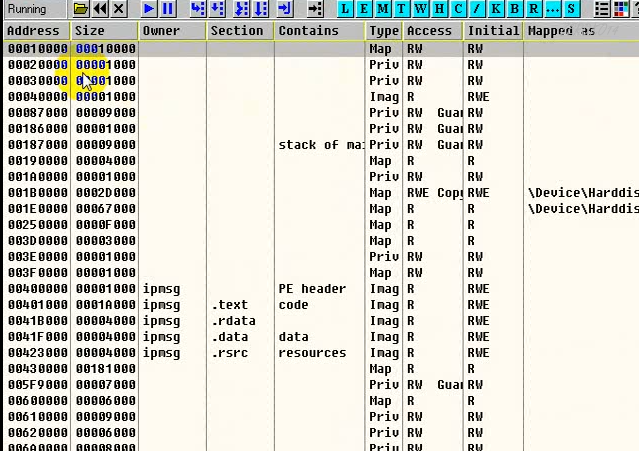 Running L E M T W H C / K B R ... S
Address Size Owner Section Contains Type Access Initial Mapped as
00010000 00010000 Map RW RW
00020000 00001000 Priv RW RW
00030000 00001000 Priv RW RW
00040000 00001000 Imag R RWE
00087000 00009000 Priv RW Guar RW
00186000 00001000 Priv RW Guar RW
00187000 00009000 stack of mai Priv RW Guar RW
00190000 00004000 Map R R
001A0000 00001000 Priv RW RW
001B0000 0002D000 Map RWE Copy RWE \Device\Harddis
001E0000 00067000 Map R R \Device\Harddis
00250000 0000F000 Map R R
003D0000 00003000 Map R R
003E0000 00001000 Priv RW RW
003F0000 00001000 Map RW RW
00400000 00001000 ipmsg PE header Imag R RWE
00401000 0001A000 ipmsg .text code Imag R RWE
0041B000 00004000 ipmsg .rdata Imag R RWE
0041F000 00004000 ipmsg .data data Imag R RWE
00423000 00004000 ipmsg .rsrc resources Imag R RWE
00430000 00181000 Map R R
005F9000 00007000 Priv RW Guar RW
00600000 00006000 Map R R
00610000 00009000 Priv RW RW
00620000 00006000 Priv RW RW
006A0000 00008000 Priv RW RW